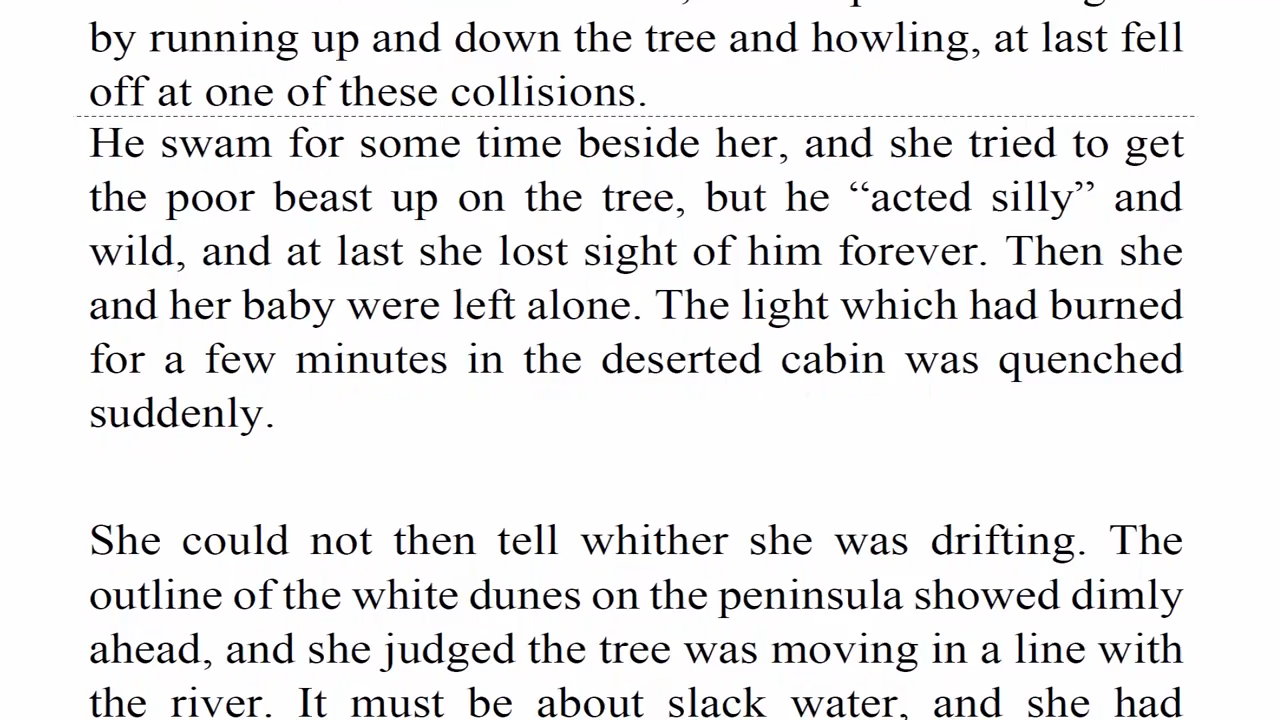 by running up and down the tree and howling, at last fell
off at one of these collisions.
He swam for some time beside her, and she tried to get
the poor beast up on the tree, but he “acted silly” and
wild, and at last she lost sight of him forever. Then she
and her baby were left alone. The light which had burned
for a few minutes in the deserted cabin was quenched
suddenly.
She could not then tell whither she was drifting. The
outline of the white dunes on the peninsula showed dimly
ahead, and she judged the tree was moving in a line with
the river. It must be about slack water, and she had